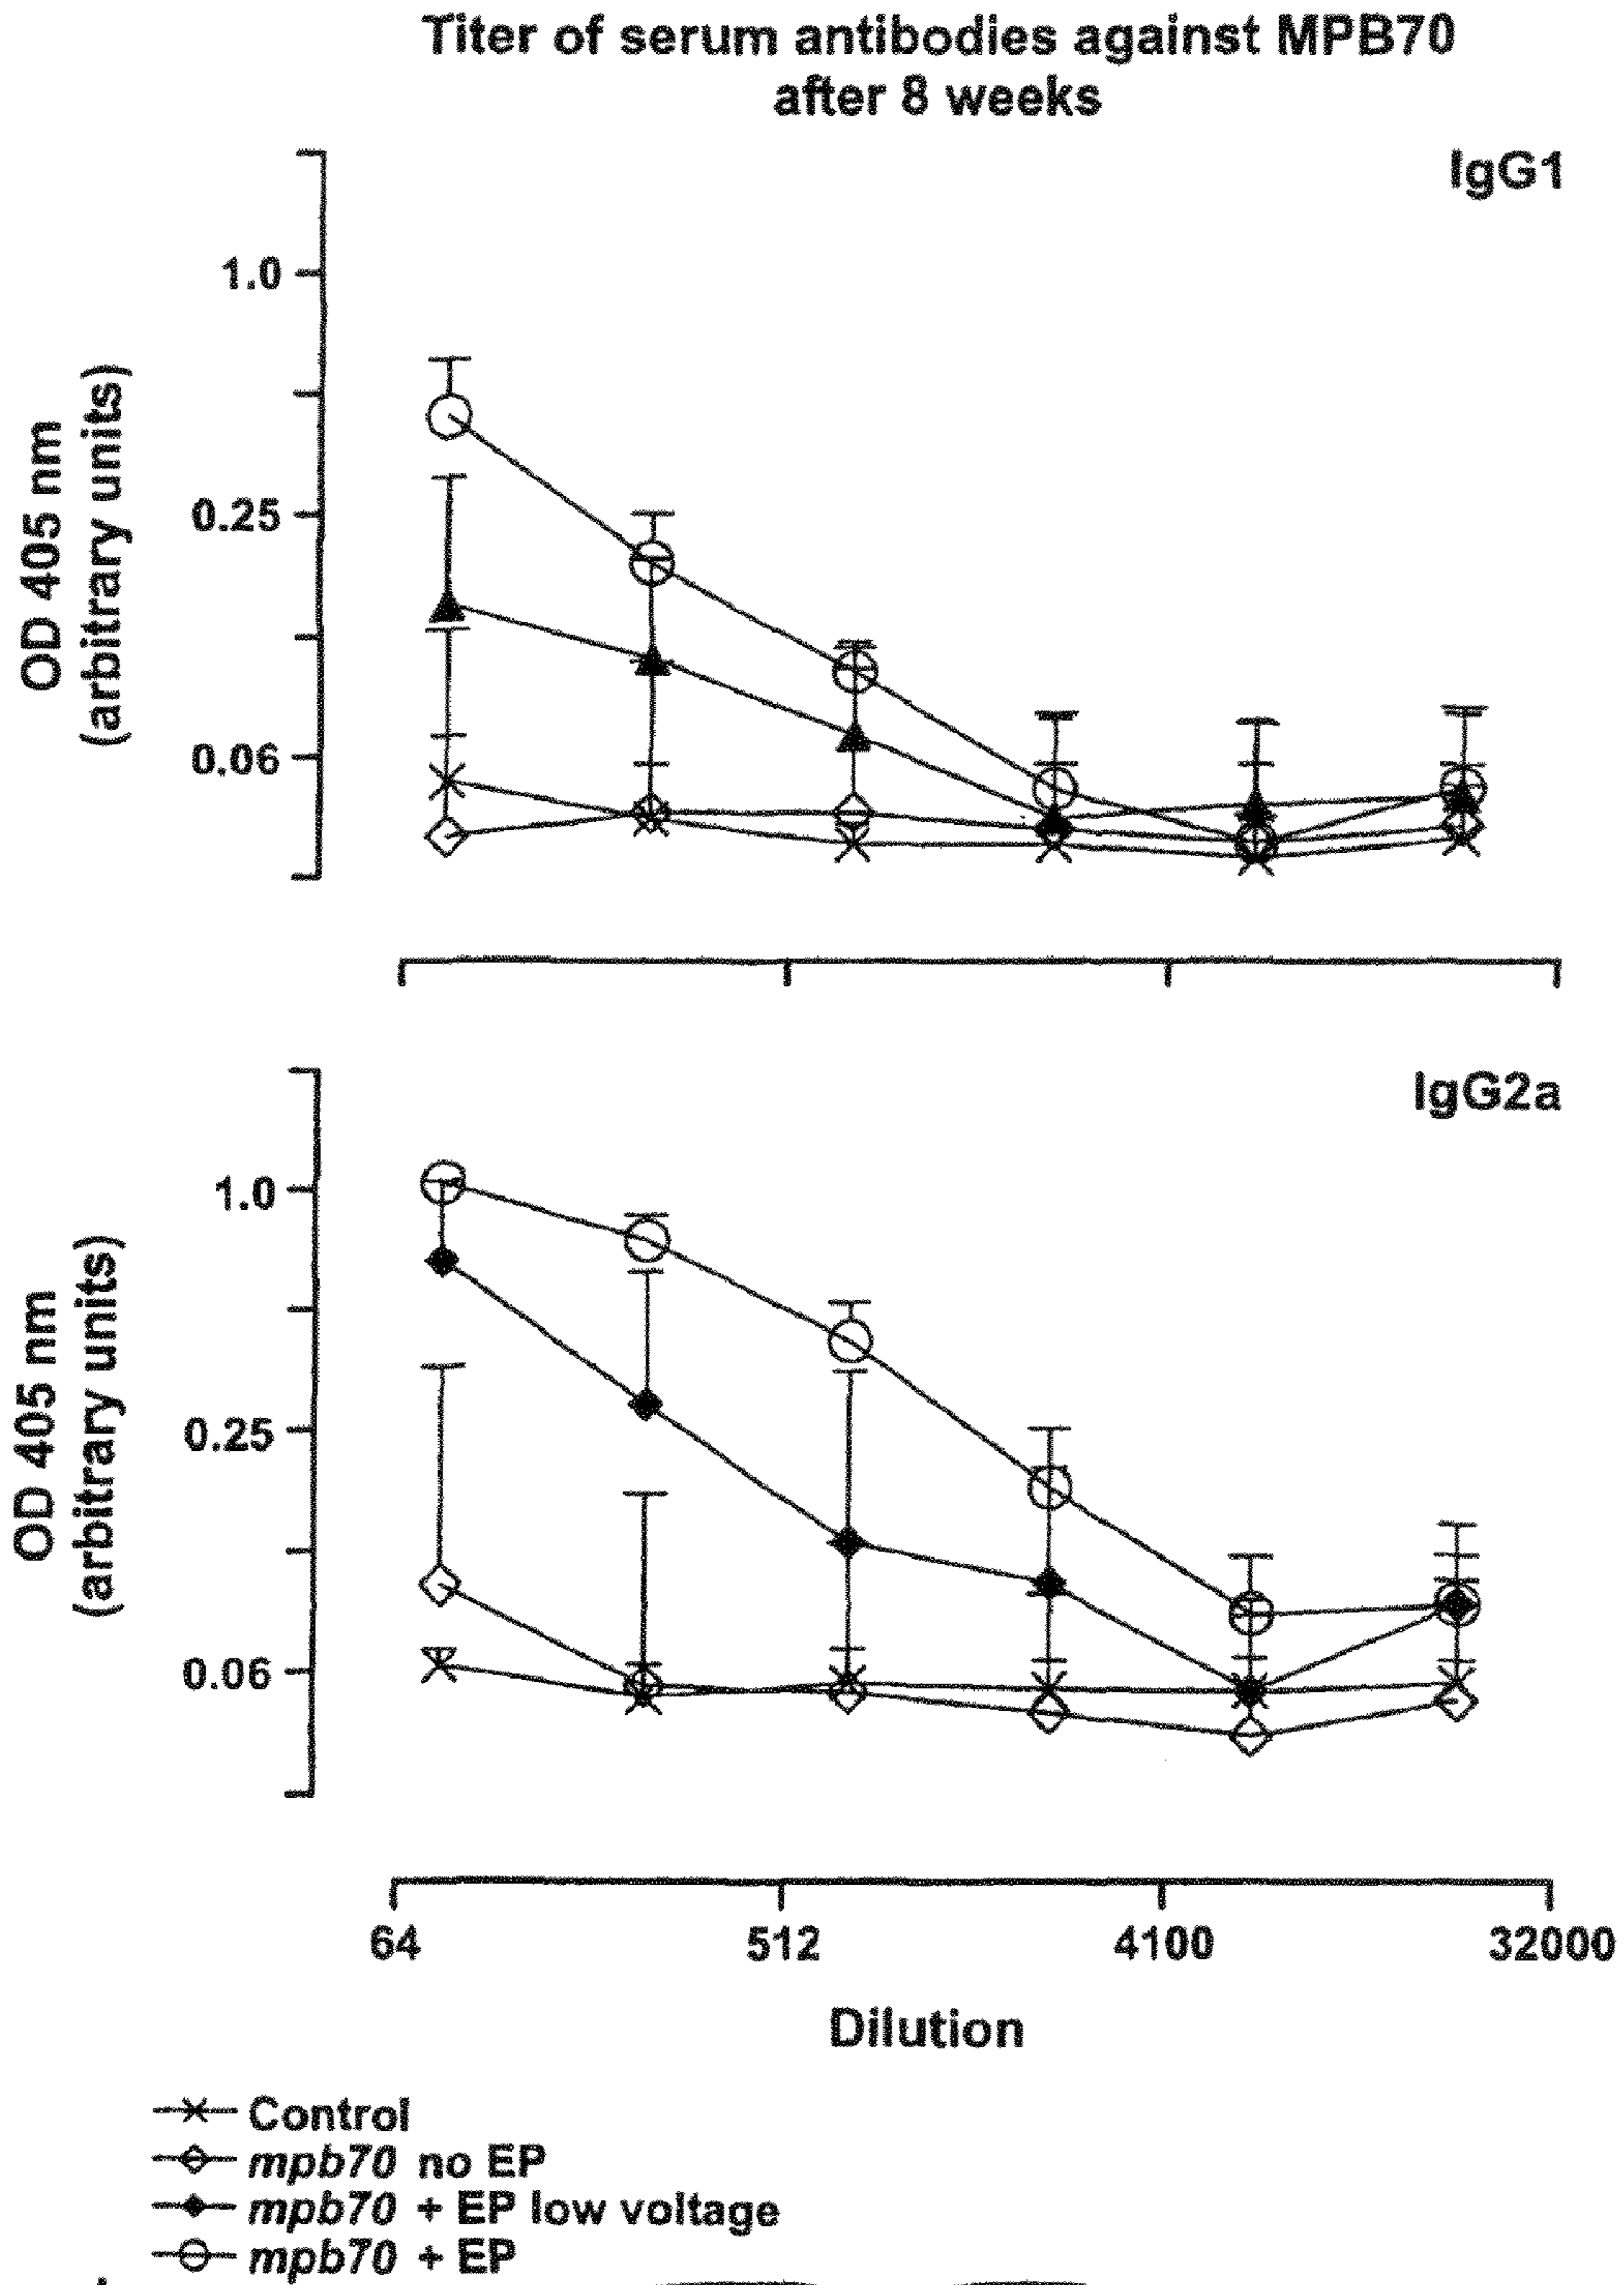 Titer of serum antibodies against MPB70
after 8 weeks
IgG1
1.0
0.25
0.06
OD 405 nm
(arbitrary units)
IgG2a
1.0
0.25
0.06
OD 405 nm
(arbitrary units)
64 512 4100 32000
Dilution
Control
mpb70 no EP
mpb70 + EP low voltage
mpb70 + EP